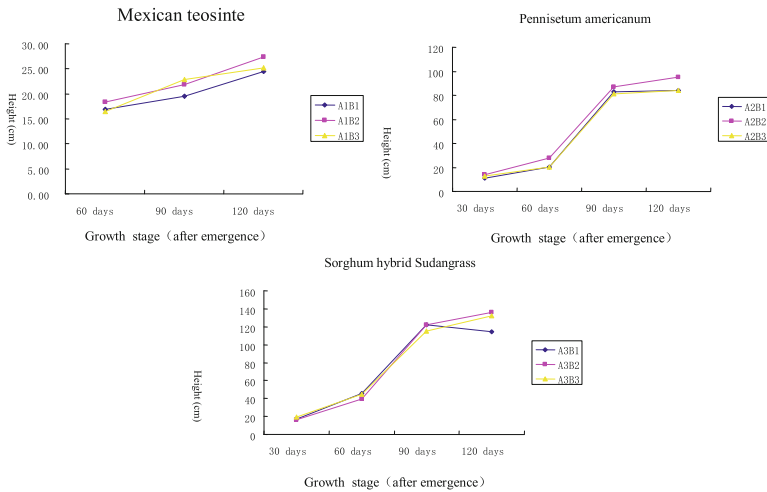 Mexican teosinte
30.00
25.00
20.00
15.00
10.00
5.00
0.00
Height (cm)
60 days 90 days 120 days
Growth stage（after emergence）
A1B1
A1B2
A1B3
Pennisetum americanum
120
100
80
60
40
20
0
Height (cm)
30 days 60 days 90 days 120 days
Growth stage（after emergence）
A2B1
A2B2
A2B3
Sorghum hybrid Sudangrass
160
140
120
100
80
60
40
20
0
Height (cm)
30 days 60 days 90 days 120 days
Growth stage（after emergence）
A3B1
A3B2
A3B3